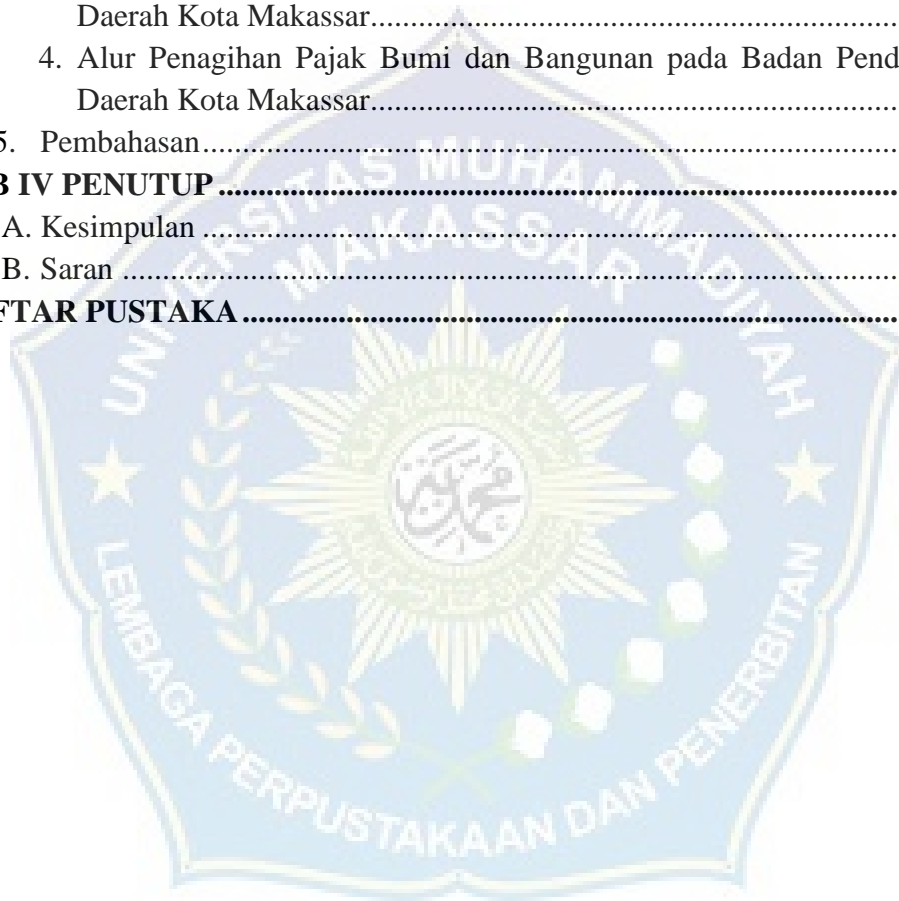 Daerah Kota Makassar
4. Alur Penagihan Pajak Bumi dan Bangunan pada Badan Pend
Daerah Kota Makassar
5. Pembahasan
B IV PENUTUP
A. Kesimpulan
B. Saran
FTAR PUSTAKA
UNIVERSITAS MUHAMMADIYAH
MAKASSAR
LEMBAGA PERPUSTAKAAN DAN PENERBITAN